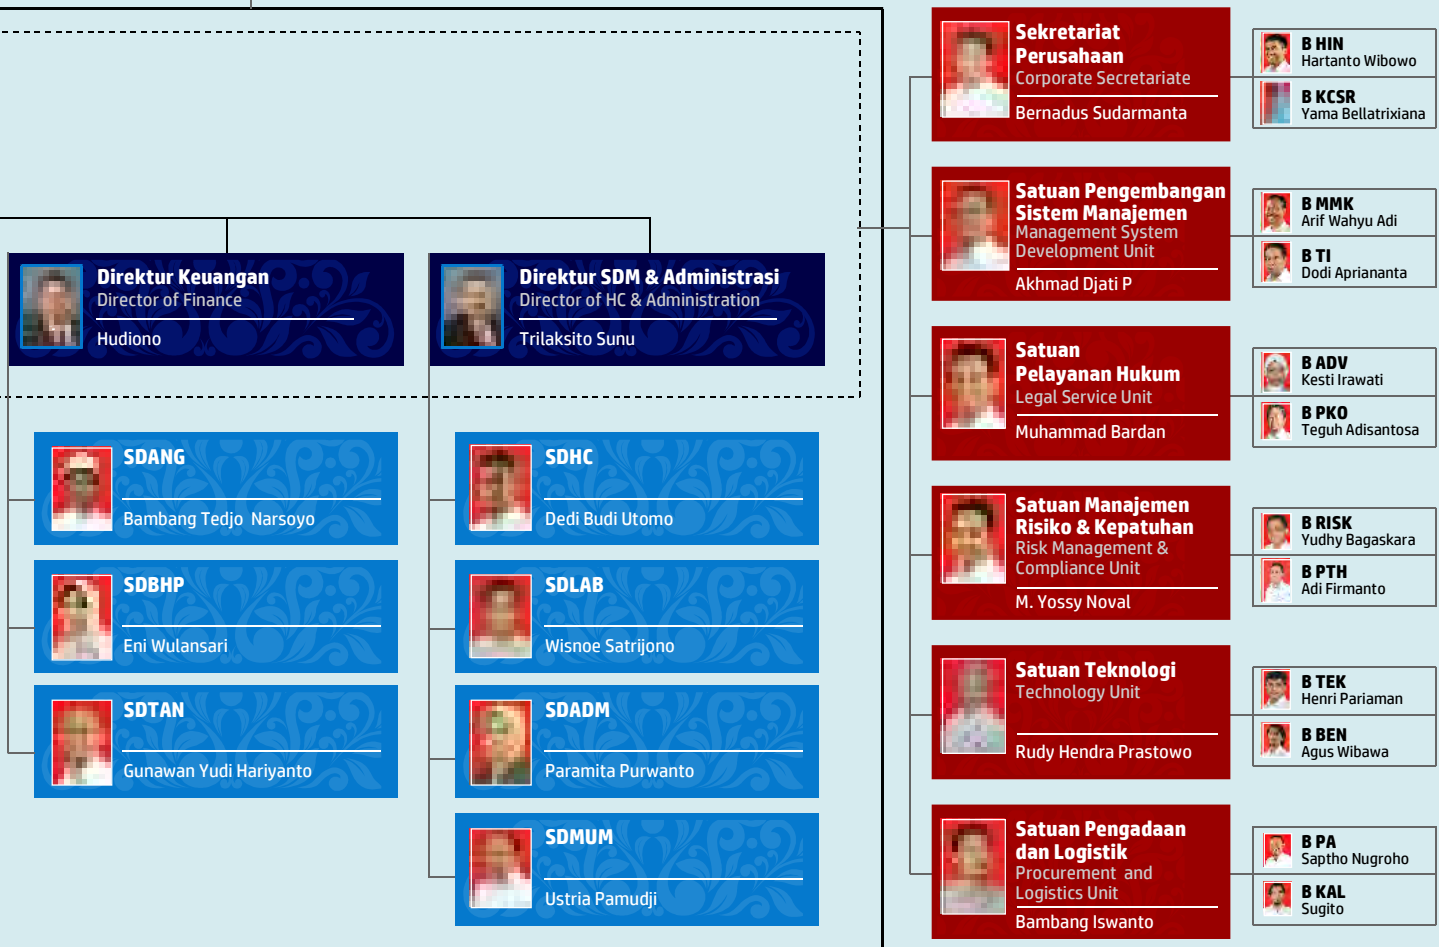 Direktur Keuangan
Director of Finance
Hudiono
SDANG
Bambang Tedjo Narsoyo
SDBHP
Eni Wulansari
SDTAN
Gunawan Yudi Hariyanto
Direktur SDM & Administrasi
Director of HC & Administration
Trilaksito Sunu
SDHC
Dedi Budi Utomo
SDLAB
Wisnoe Satrijono
SDADM
Paramita Purwanto
SDMUM
Ustria Pamudji
Sekretariat
Perusahaan
Corporate Secretariate
Bernadus Sudarmanta
B HIN
Hartanto Wibowo
B KCSR
Yama Bellatrixiana
Satuan Pengembangan
Sistem Manajemen
Management System
Development Unit
Akhmad Djati P
B MMK
Arif Wahyu Adi
B TI
Dodi Apriananta
Satuan
Pelayanan Hukum
Legal Service Unit
Muhammad Bardan
B ADV
Kesti Irawati
B PKO
Teguh Adisantosa
Satuan Manajemen
Risiko & Kepatuhan
Risk Management &
Compliance Unit
M. Yossy Noval
B RISK
Yudhy Bagaskara
B PTH
Adi Firmanto
Satuan Teknologi
Technology Unit
Rudy Hendra Prastowo
B TEK
Henri Pariaman
B BEN
Agus Wibawa
Satuan Pengadaan
dan Logistik
Procurement and
Logistics Unit
Bambang Iswanto
B PA
Saptho Nugroho
B KAL
Sugito